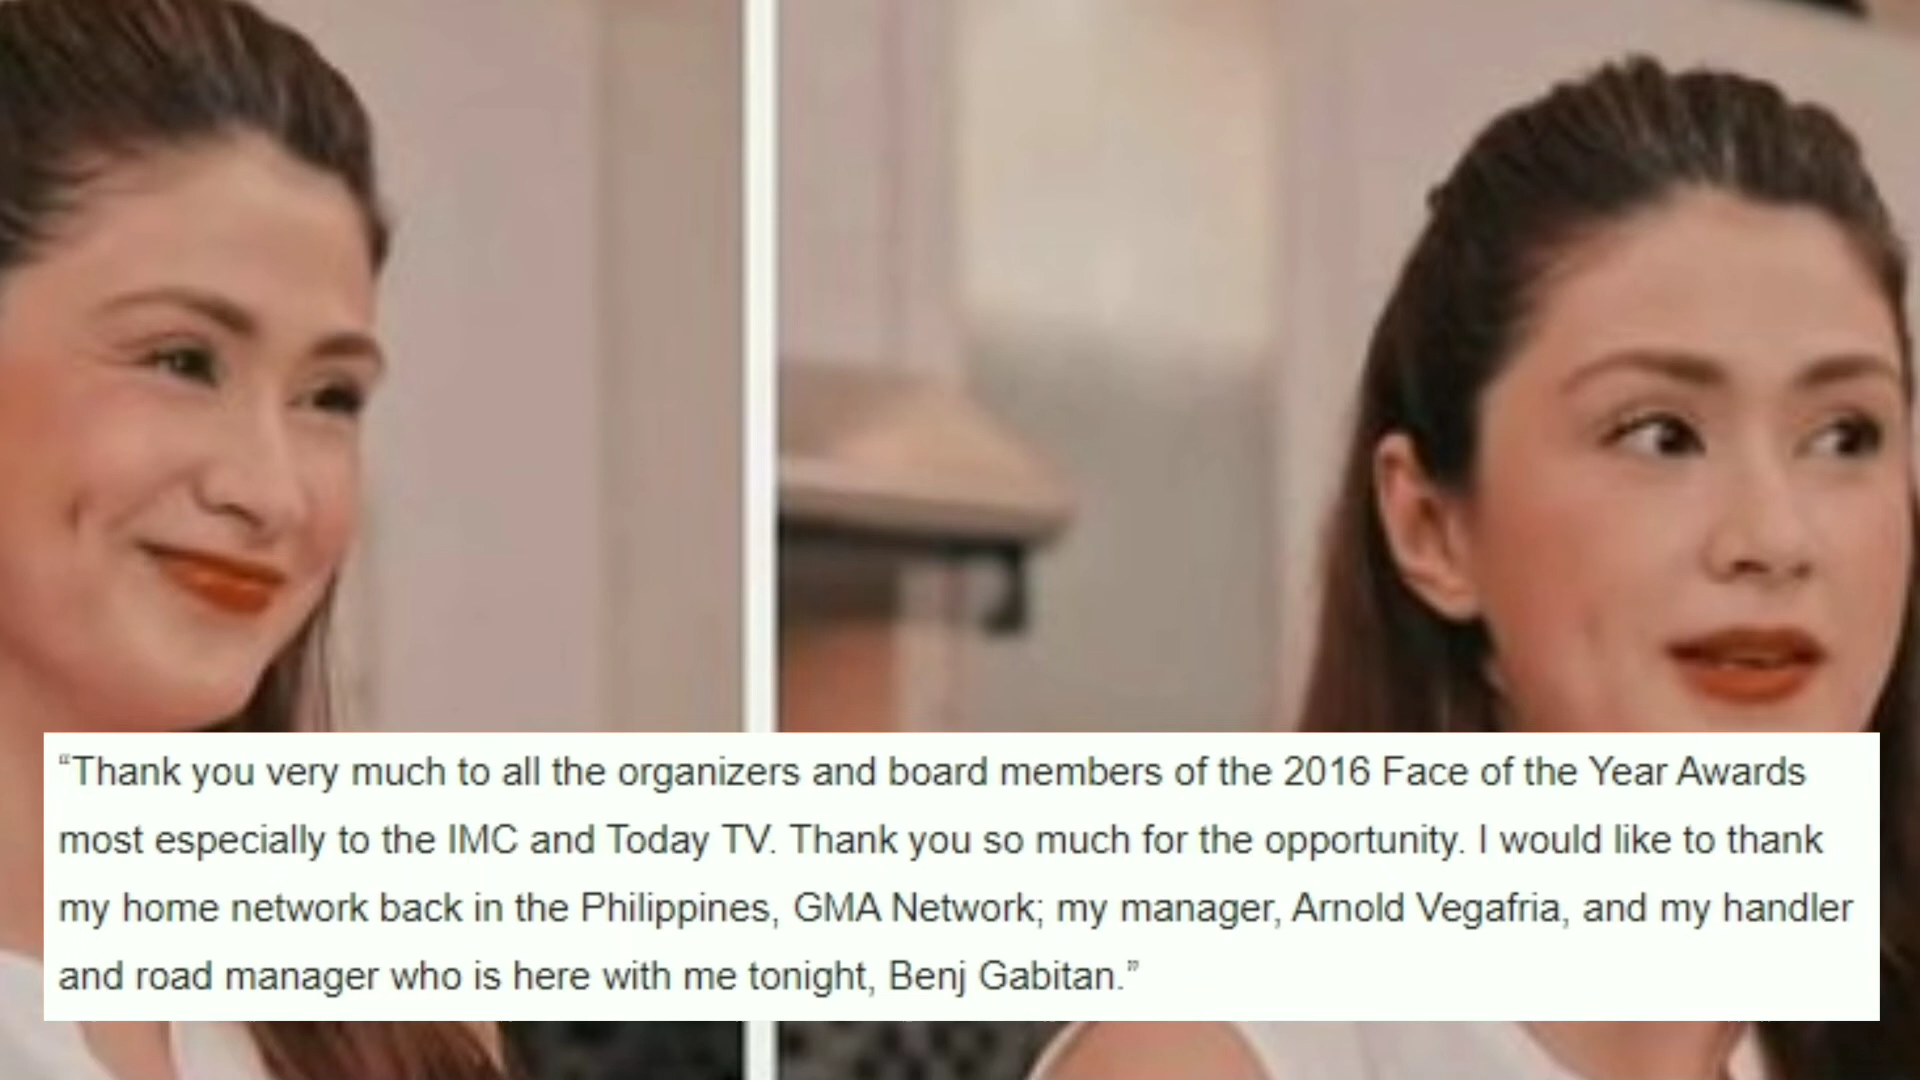 “Thank you very much to all the organizers and board members of the 2016 Face of the Year Awards
most especially to the IMC and Today TV. Thank you so much for the opportunity. I would like to thank
my home network back in the Philippines, GMA Network; my manager, Arnold Vegafria, and my handler
and road manager who is here with me tonight, Benj Gabitan.”